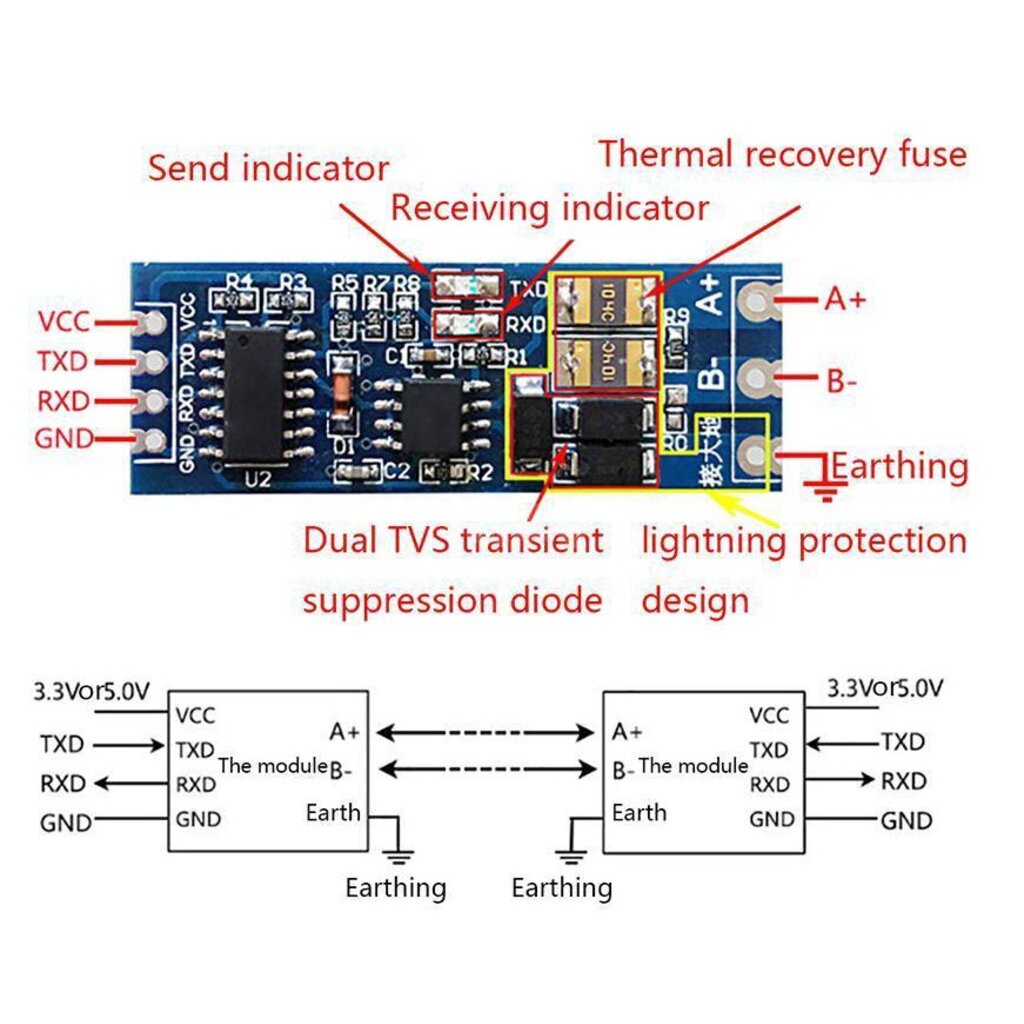 Send indicator
Thermal recovery fuse
Receiving indicator
R4 R3 R5 R7 R8 TXD A+ A+
VCC VCC
RXD R9
TXD TXD C1 R1
104C
B- B-
RXD RXD
GND GND D1 C2 R2 R0 接大地 Earthing
U2
Dual TVS transient
suppression diode
lightning protection
design
3.3Vor5.0V 3.3Vor5.0V
VCC A+ A+ VCC
TXD TXD The module B- B- The module TXD TXD
RXD RXD RXD RXD
GND GND Earth Earth GND GND
Earthing Earthing